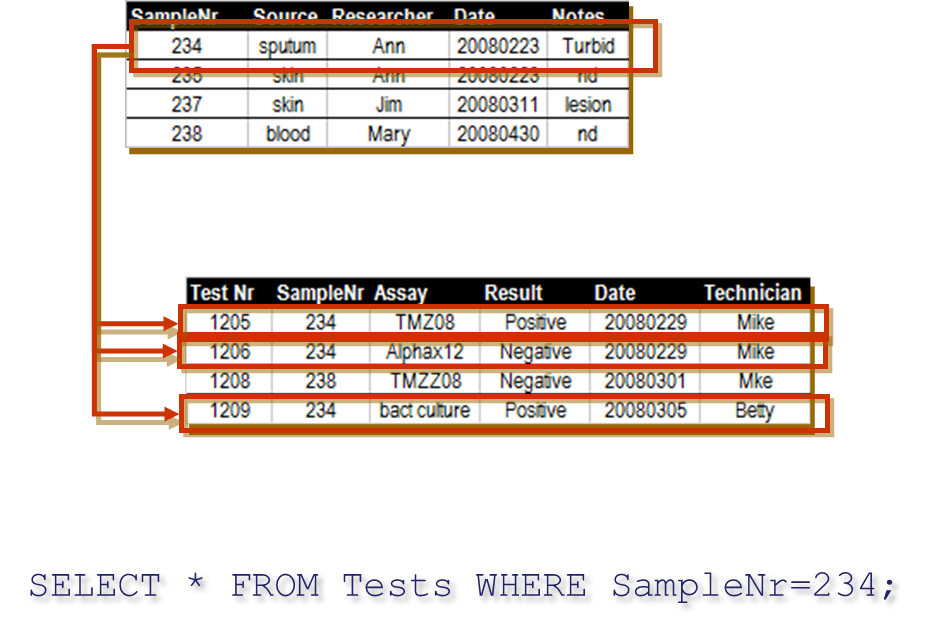 SampleNr Source Researcher Date Notes
234 sputum Ann 20080223 Turbid
235 skin Ann 20080223 nd
237 skin Jim 20080311 lesion
238 blood Mary 20080430 nd
Test Nr SampleNr Assay Result Date Technician
1205 234 TMZ08 Positive 20080229 Mike
1206 234 Alphax12 Negative 20080229 Mike
1208 238 TMZZ08 Negative 20080301 Mke
1209 234 bact culture Positive 20080305 Betty
SELECT * FROM Tests WHERE SampleNr=234;